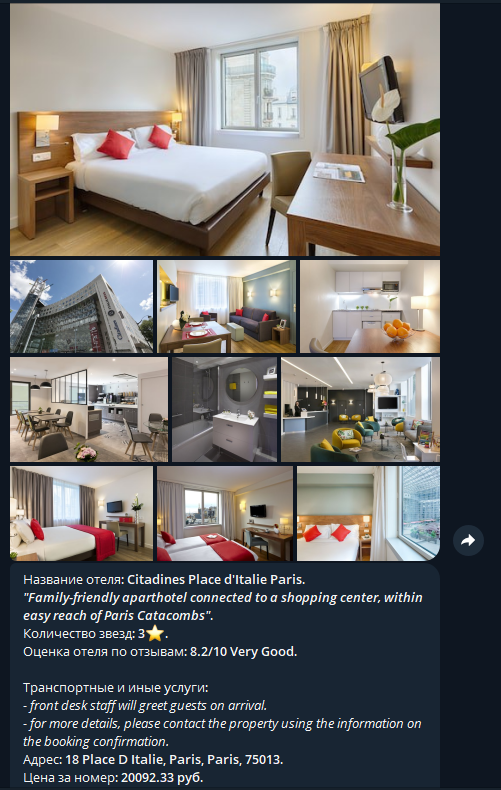 Название отеля: Citadines Place d'Italie Paris.
"Family-friendly aparthotel connected to a shopping center, within
easy reach of Paris Catacombs".
Количество звезд: 3⭐.
Оценка отеля по отзывам: 8.2/10 Very Good.
Транспортные и иные услуги:
- front desk staff will greet guests on arrival.
- for more details, please contact the property using the information on
the booking confirmation.
Адрес: 18 Place D Italie, Paris, Paris, 75013.
Цена за номер: 20092.33 руб.